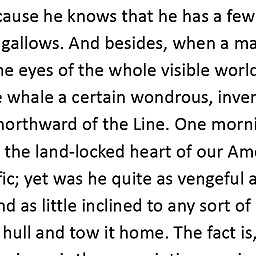 cause he knows that he has a few
gallows. And besides, when a ma
e eyes of the whole visible world
whale a certain wondrous, inver
northward of the Line. One morni
the land-locked heart of our Ame
fic; yet was he quite as vengeful a
nd as little inclined to any sort of
hull and tow it home. The fact is,